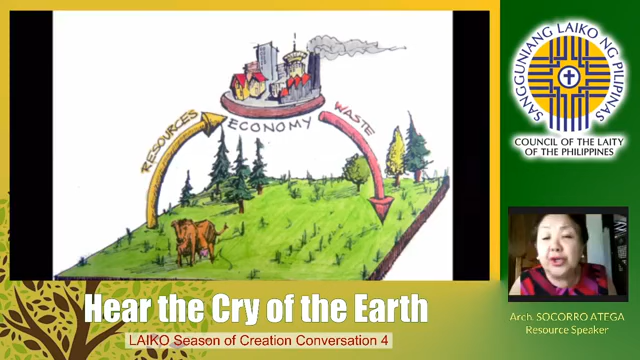 RESOURCES
ECONOMY
WASTE
SANGGUNIANG LAIKO NG PILIPINAS
COUNCIL OF THE LAITY
OF THE PHILIPPINES
Arch. SOCORRO ATEGA
Resource Speaker
Hear the Cry of the Earth
LAIKO Season of Creation Conversation 4